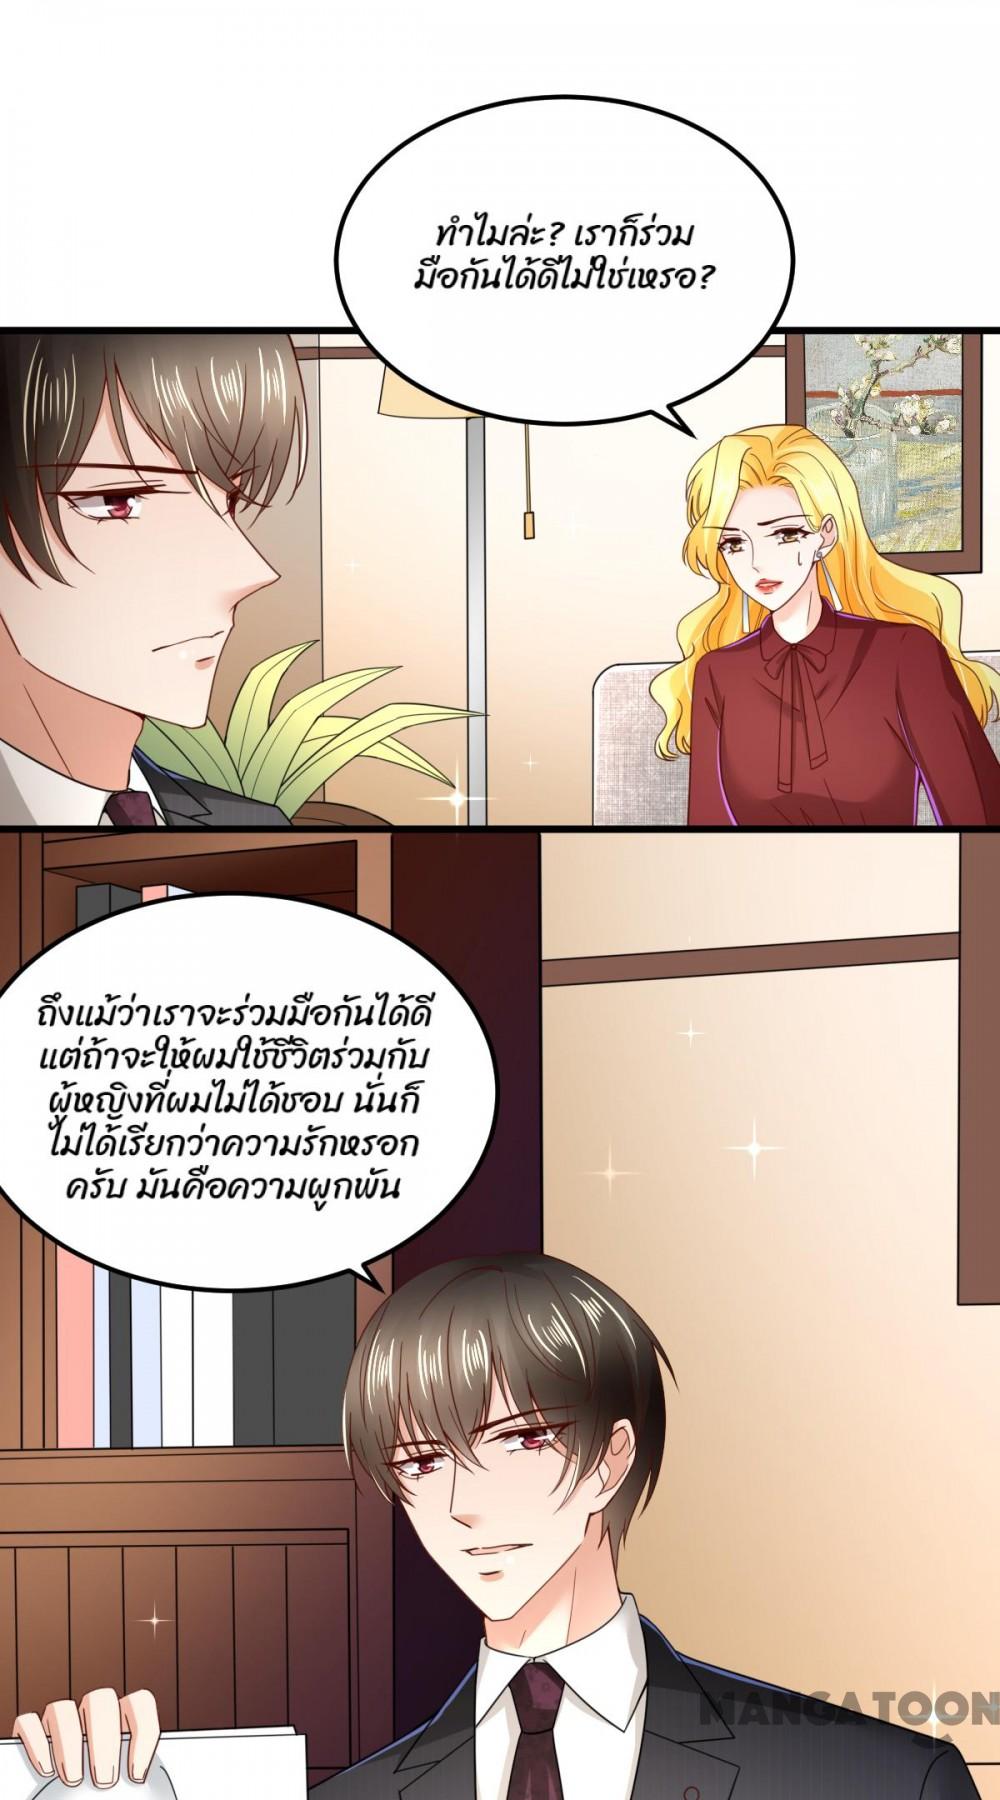 ทำไมล่ะ? เราก็ร่วม
มือกันได้ดีไม่ใช่เหรอ?
ถึงแม้ว่าเราจะร่วมมือกันได้ดี
แต่ถ้าจะให้ผมใช้ชีวิตร่วมกับ
ผู้หญิงที่ผมไม่ได้ชอบ นั่นก็
ไม่ได้เรียกว่าความรักหรอก
ครับ มันคือความผูกพัน
MANGATOON